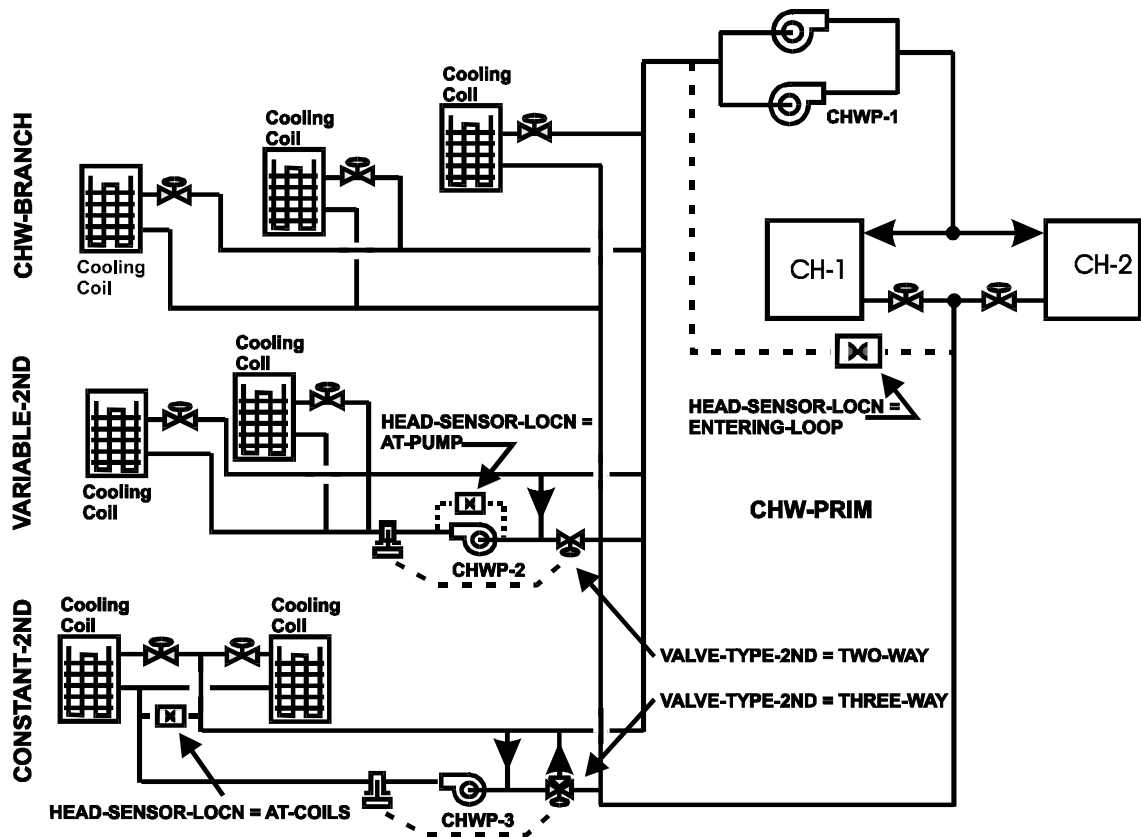 CHW-BRANCH
Cooling
Coil
Cooling
Coil
Cooling
Coil
CHWP-1
CH-1
CH-2
HEAD-SENSOR-LOCN =
ENTERING-LOOP
CHW-PRIM
VARIABLE-2ND
Cooling
Coil
Cooling
Coil
HEAD-SENSOR-LOCN =
AT-PUMP
CHWP-2
VALVE-TYPE-2ND = TWO-WAY
VALVE-TYPE-2ND = THREE-WAY
CONSTANT-2ND
Cooling
Coil
Cooling
Coil
HEAD-SENSOR-LOCN = AT-COILS
CHWP-3